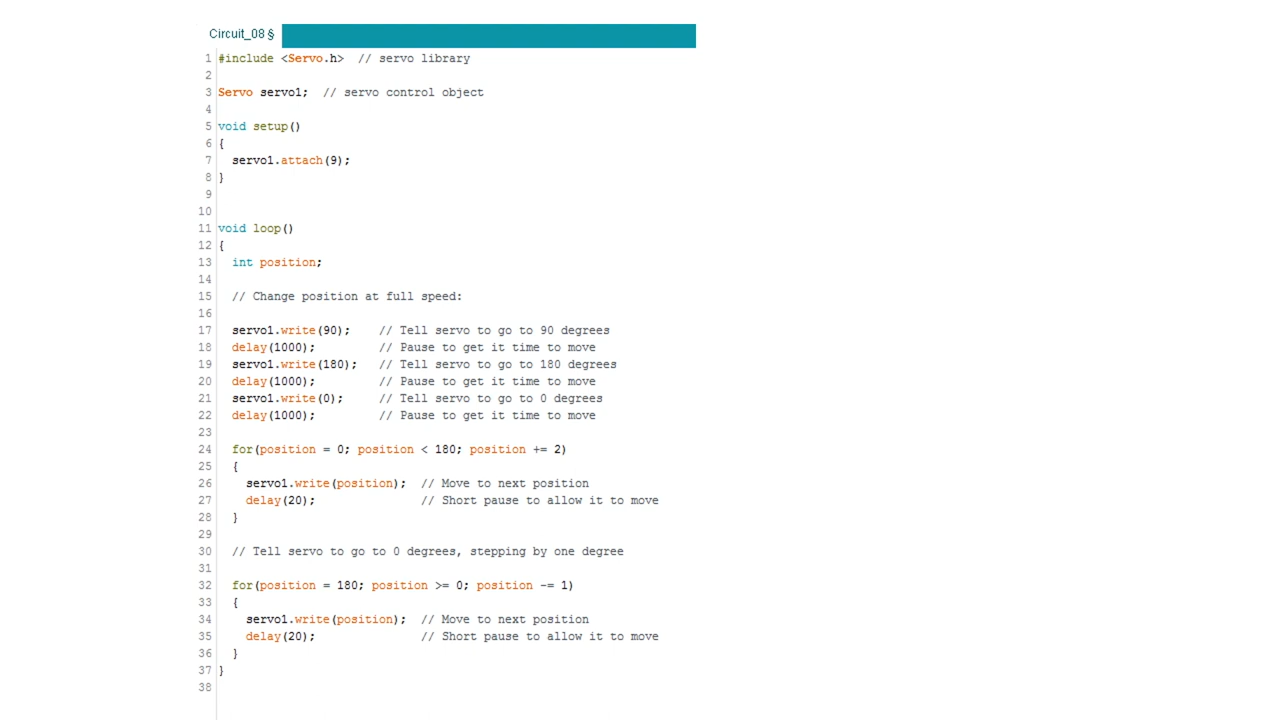 Circuit_08 §
1 #include <Servo.h>  // servo library
2
3 Servo servo1;  // servo control object
4
5 void setup()
6 {
7   servo1.attach(9);
8 }
9
10
11 void loop()
12 {
13   int position;
14
15   // Change position at full speed:
16
17   servo1.write(90);    // Tell servo to go to 90 degrees
18   delay(1000);         // Pause to get it time to move
19   servo1.write(180);   // Tell servo to go to 180 degrees
20   delay(1000);         // Pause to get it time to move
21   servo1.write(0);     // Tell servo to go to 0 degrees
22   delay(1000);         // Pause to get it time to move
23
24   for(position = 0; position < 180; position += 2)
25   {
26     servo1.write(position);  // Move to next position
27     delay(20);               // Short pause to allow it to move
28   }
29
30   // Tell servo to go to 0 degrees, stepping by one degree
31
32   for(position = 180; position >= 0; position -= 1)
33   {
34     servo1.write(position);  // Move to next position
35     delay(20);               // Short pause to allow it to move
36   }
37 }
38